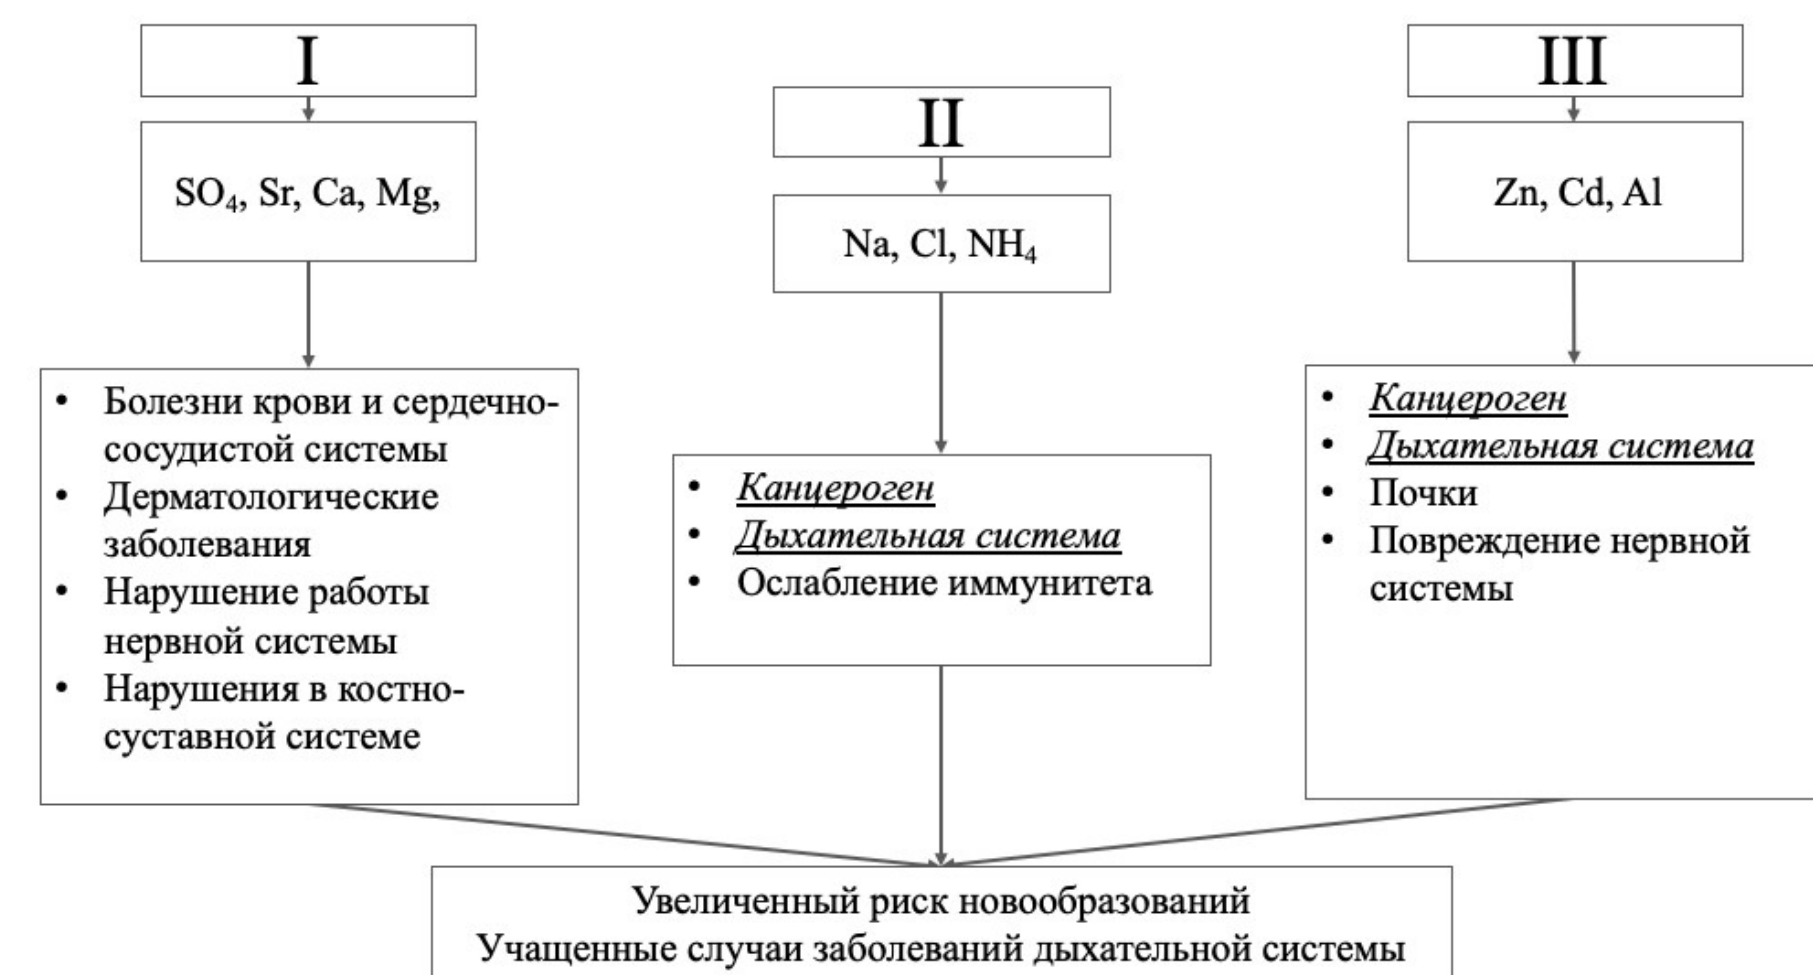 I
SO₄, Sr, Ca, Mg,
• Болезни крови и сердечно-
сосудистой системы
• Дерматологические
заболевания
• Нарушение работы
нервной системы
• Нарушения в костно-
суставной системе
II
Na, Cl, NH₄
• Канцероген
• Дыхательная система
• Ослабление иммунитета
III
Zn, Cd, Al
• Канцероген
• Дыхательная система
• Почки
• Повреждение нервной
системы
Увеличенный риск новообразований
Учащенные случаи заболеваний дыхательной системы